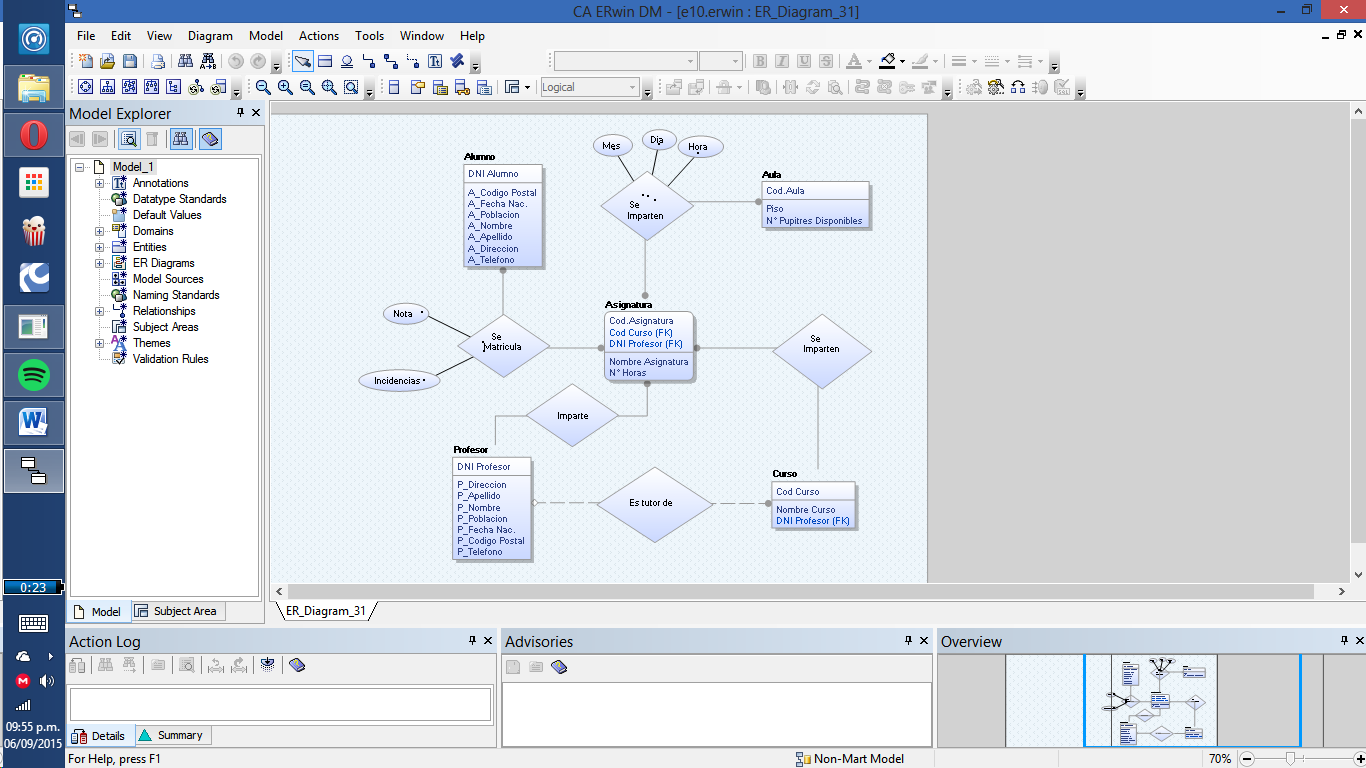 CA ERwin DM - [e10.erwin : ER_Diagram_31]
File Edit View Diagram Model Actions Tools Window Help
Logical
Model Explorer
Model_1
Annotations
Datatype Standards
Default Values
Domains
Entities
ER Diagrams
Model Sources
Naming Standards
Relationships
Subject Areas
Themes
Validation Rules
Model
Subject Area
Alumno
DNI Alumno
A_Codigo Postal
A_Fecha Nac.
A_Poblacion
A_Nombre
A_Apellido
A_Direccion
A_Telefono
Mes
Dia
Hora
Se
Imparten
Aula
Cod.Aula
Piso
N° Pupitres Disponibles
Nota
Incidencias
Se
Matricula
Asignatura
Cod.Asignatura
Cod Curso (FK)
DNI Profesor (FK)
Nombre Asignatura
N° Horas
Se
Imparten
Imparte
Profesor
DNI Profesor
P_Direccion
P_Apellido
P_Nombre
P_Poblacion
P_Fecha Nac.
P_Codigo Postal
P_Telefono
Es tutor de
Curso
Cod Curso
Nombre Curso
DNI Profesor (FK)
ER_Diagram_31
Action Log
Details
Summary
Advisories
Overview
For Help, press F1
Non-Mart Model
70%
0:23
09:55 p.m.
06/09/2015